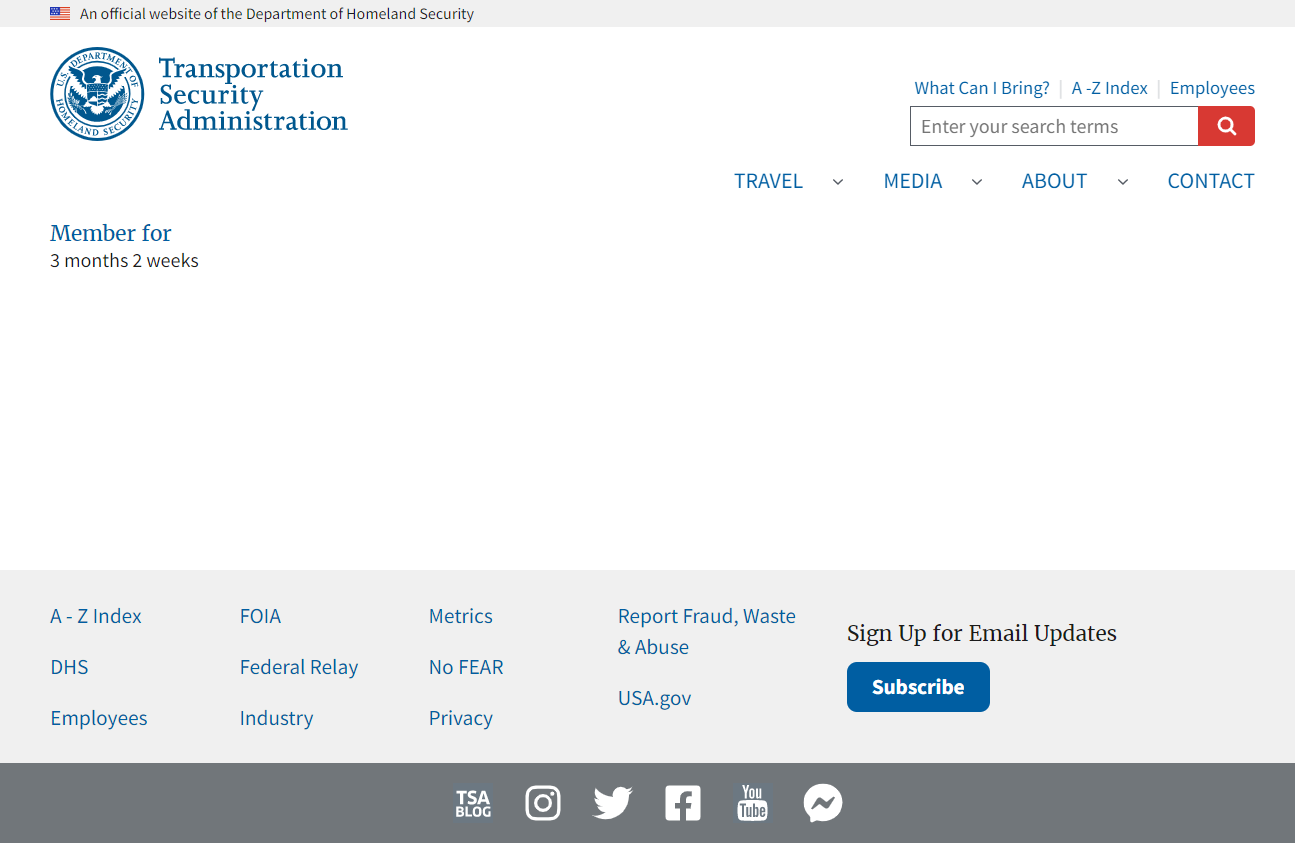 An official website of the Department of Homeland Security
U.S. DEPARTMENT OF
HOMELAND SECURITY
Transportation
Security
Administration
What Can I Bring?
A -Z Index
Employees
Enter your search terms
TRAVEL
MEDIA
ABOUT
CONTACT
Member for
3 months 2 weeks
A - Z Index
DHS
Employees
FOIA
Federal Relay
Industry
Metrics
No FEAR
Privacy
Report Fraud, Waste
& Abuse
USA.gov
Sign Up for Email Updates
Subscribe
TSA
BLOG
You
Tube